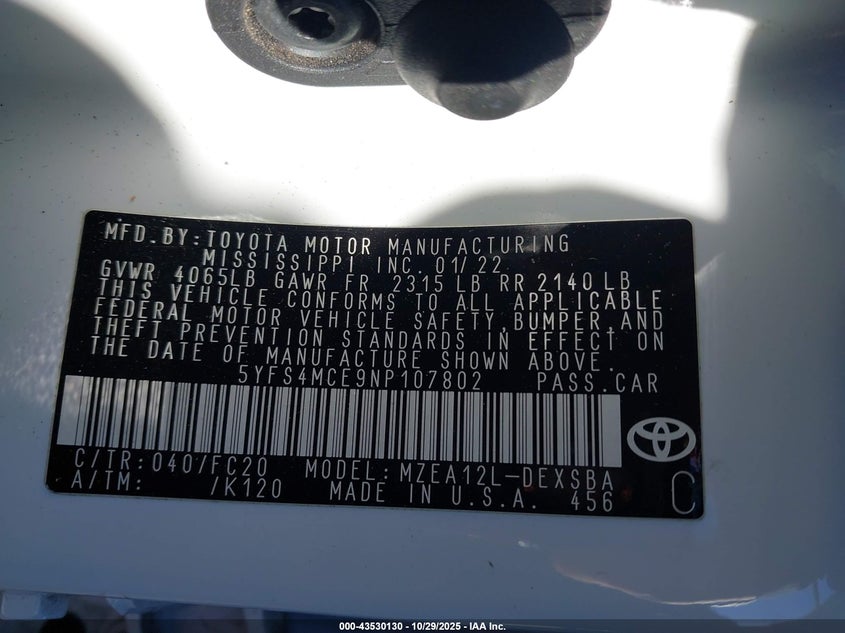 MFD.BY:TOYOTA MOTOR MANUFACTURING
MISSISSIPPI INC. 01/22
GVWR 4065LB GAWR FR 2315 LB RR 2140 LB
THIS VEHICLE CONFORMS TO ALL APPLICABLE
FEDERAL MOTOR VEHICLE SAFETY, BUMPER, AND
THEFT PREVENTION STANDARDS IN EFFECT ON
THE DATE OF MANUFACTURE SHOWN ABOVE.
5YFS4MCE9NP107802 PASS.CAR
C/TR: 040/FC20 MODEL: MZEA12L-DEXSBA
A/TM: /K120 MADE IN U.S.A. 456 C
000-43530130 - 10/29/2025 - IAA Inc.